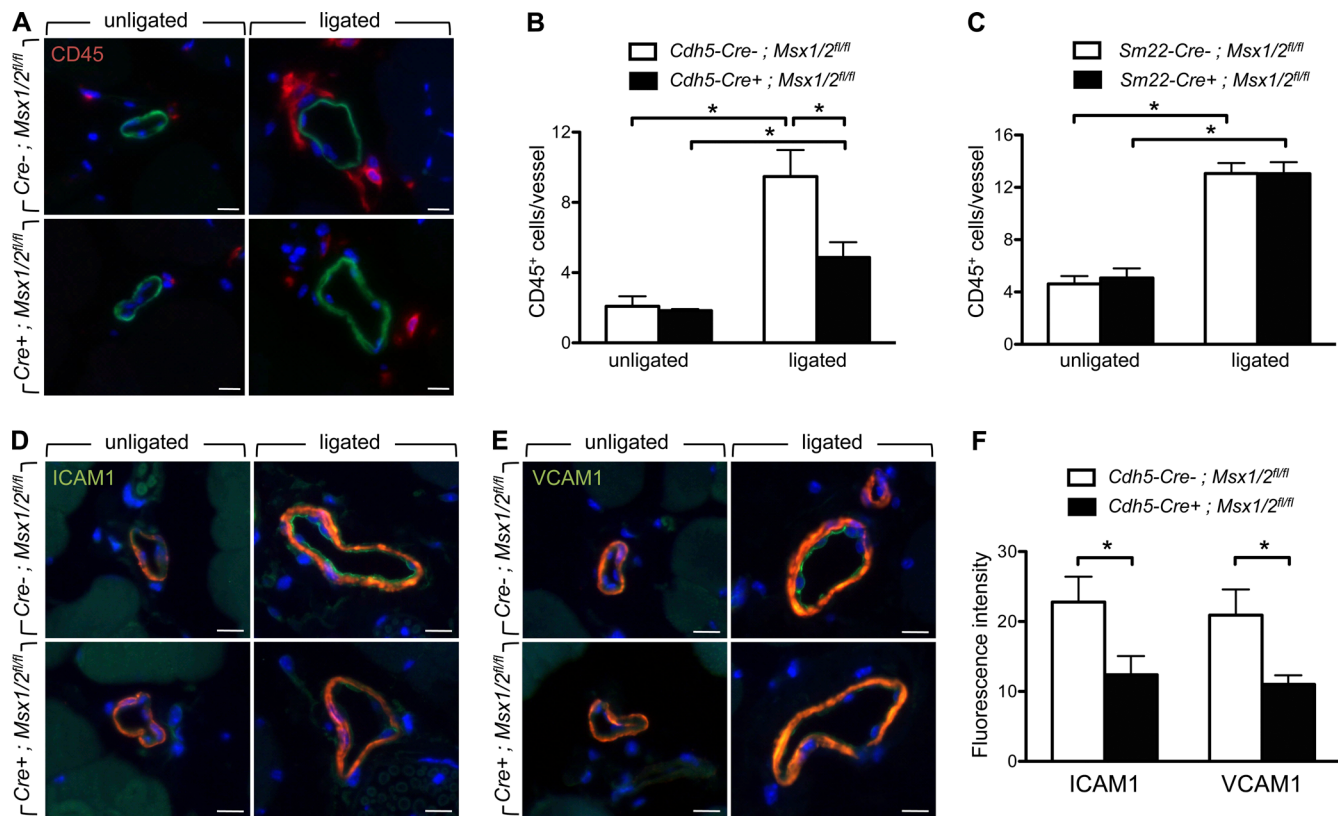 A
unligated
ligated
CD45
Cre- ; Msx1/2fl/fl
Cre+ ; Msx1/2fl/fl
B
Cdh5-Cre- ; Msx1/2fl/fl
Cdh5-Cre+ ; Msx1/2fl/fl
* *
*
12
8
4
0
CD45+ cells/vessel
unligated ligated
C
Sm22-Cre- ; Msx1/2fl/fl
Sm22-Cre+ ; Msx1/2fl/fl
*
*
16
12
8
4
0
CD45+ cells/vessel
unligated ligated
D
unligated
ligated
ICAM1
Cre- ; Msx1/2fl/fl
Cre+ ; Msx1/2fl/fl
E
unligated
ligated
VCAM1
Cre- ; Msx1/2fl/fl
Cre+ ; Msx1/2fl/fl
F
Cdh5-Cre- ; Msx1/2fl/fl
Cdh5-Cre+ ; Msx1/2fl/fl
* *
30
20
10
0
Fluorescence intensity
ICAM1 VCAM1